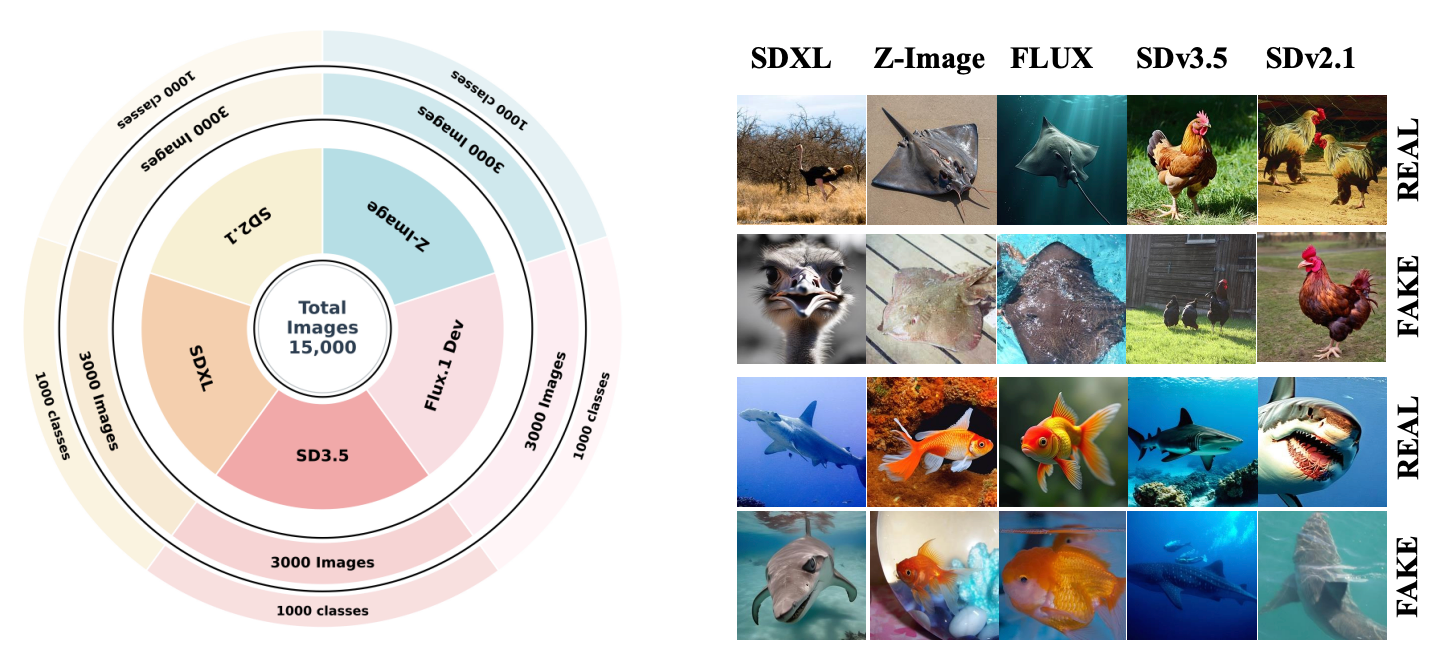 1000 classes
1000 classes
3000 Images
3000 Images
SD2.1
Z-Image
Total
Images
15,000
SDXL
Flux.1 Dev
3000 Images
3000 Images
1000 classes
1000 classes
SD3.5
3000 Images
1000 classes
SDXL
Z-Image
FLUX
SDv3.5
SDv2.1
REAL
FAKE
REAL
FAKE